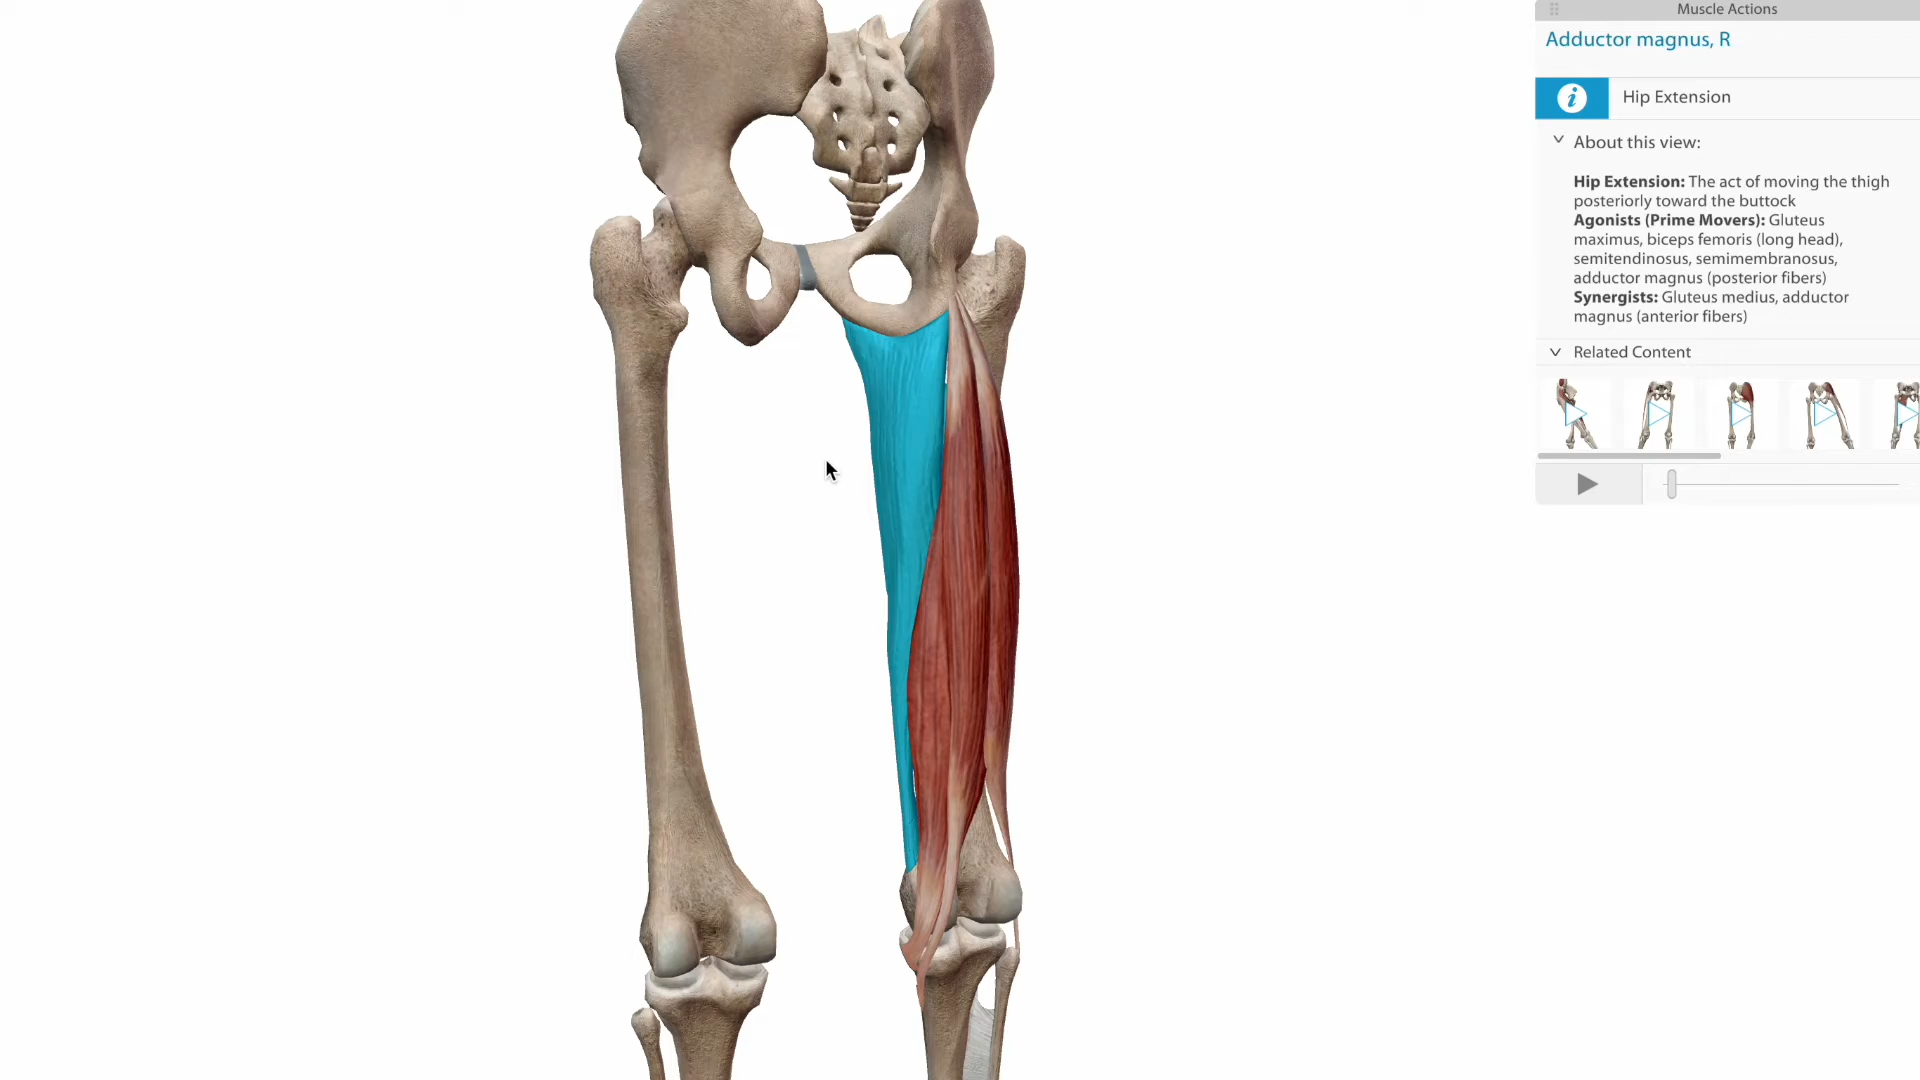 Muscle Actions
Adductor magnus, R
Hip Extension
About this view:
Hip Extension: The act of moving the thigh
posteriorly toward the buttock
Agonists (Prime Movers): Gluteus
maximus, biceps femoris (long head),
semitendinosus, semimembranosus,
adductor magnus (posterior fibers)
Synergists: Gluteus medius, adductor
magnus (anterior fibers)
Related Content